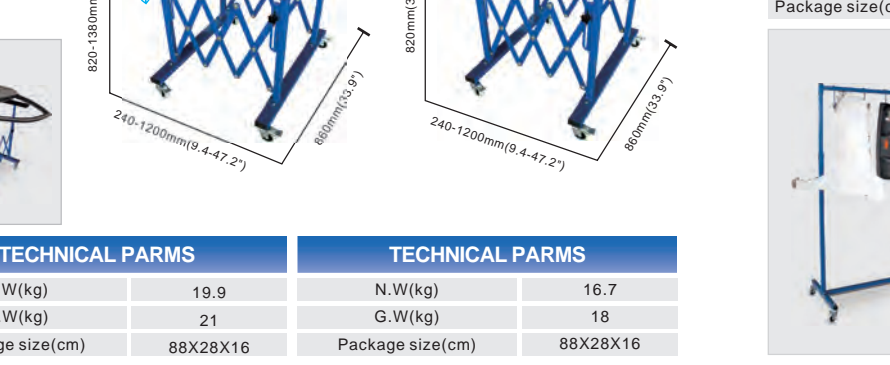 Package size(c
820-1380mm
820mm(3
240-1200mm(9.4-47.2")
860mm(33.9")
240-1200mm(9.4-47.2")
860mm(33.9")
TECHNICAL PARMS
W(kg) 19.9
W(kg) 21
ge size(cm) 88X28X16
TECHNICAL PARMS
N.W(kg) 16.7
G.W(kg) 18
Package size(cm) 88X28X16